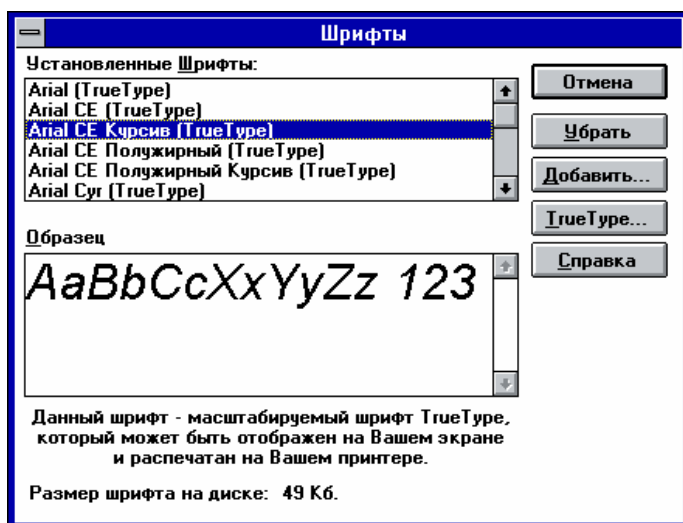 Шрифты
Установленные Шрифты:
Arial (TrueType)
Arial CE (TrueType)
Arial CE Курсив (TrueType)
Arial CE Полужирный (TrueType)
Arial CE Полужирный Курсив (TrueType)
Arial Cyr (TrueType)
Отмена
Убрать
Добавить...
TrueType...
Справка
Образец
AaBbCcXxYyZz 123
Данный шрифт - масштабируемый шрифт TrueType,
который может быть отображен на Вашем экране
и распечатан на Вашем принтере.
Размер шрифта на диске: 49 Кб.